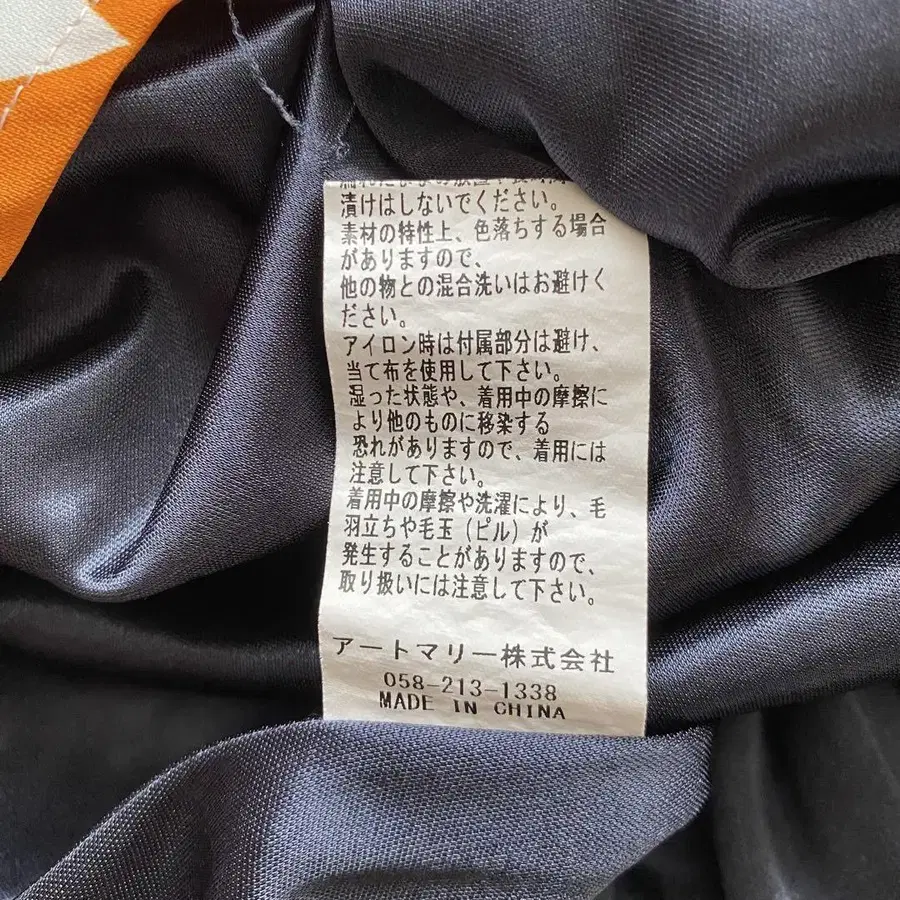 漬けはしないでください。
素材の特性上、色落ちする場合
がありますので、
他の物との混合洗いはお避けく
ださい。
アイロン時は付属部分は避け、
当て布を使用して下さい。
湿った状態や、着用中の摩擦に
より他のものに移染する
恐れがありますので、着用には
注意して下さい。
着用中の摩擦や洗濯により、毛
羽立ちや毛玉（ピル）が
発生することがありますので、
取り扱いには注意して下さい。
アートマリー株式会社
058-213-1338
MADE IN CHINA